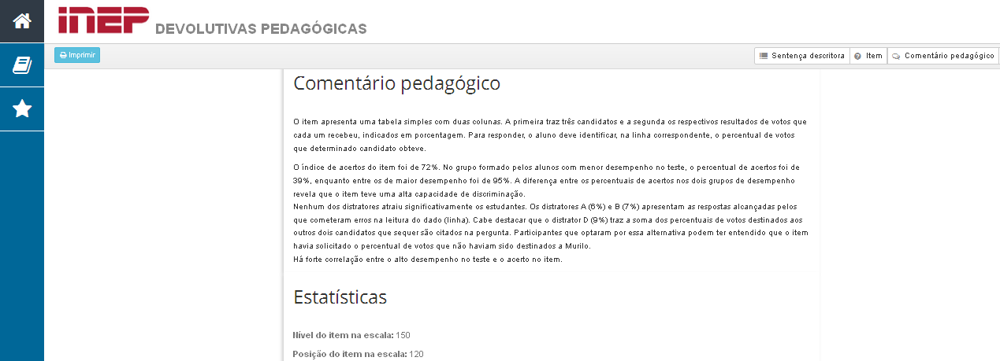 INEP DEVOLUTIVAS PEDAGÓGICAS
Imprimir
Sentença descritora Item Comentário pedagógico
Comentário pedagógico
O item apresenta uma tabela simples com duas colunas. A primeira traz três candidatos e a segunda os respectivos resultados de votos que
cada um recebeu, indicados em porcentagem. Para responder, o aluno deve identificar, na linha correspondente, o percentual de votos
que determinado candidato obteve.
O índice de acertos do item foi de 72%. No grupo formado pelos alunos com menor desempenho no teste, o percentual de acertos foi de
39%, enquanto entre os de maior desempenho foi de 95%. A diferença entre os percentuais de acertos nos dois grupos de desempenho
revela que o item teve uma alta capacidade de discriminação.
Nenhum dos distratores atraiu significativamente os estudantes. Os distratores A (6%) e B (7%) apresentam as respostas alcançadas pelos
que cometeram erros na leitura do dado (linha). Cabe destacar que o distrator D (9%) traz a soma dos percentuais de votos destinados aos
outros dois candidatos que sequer são citados na pergunta. Participantes que optaram por essa alternativa podem ter entendido que o item
havia solicitado o percentual de votos que não haviam sido destinados a Murilo.
Há forte correlação entre o alto desempenho no teste e o acerto no item.
Estatísticas
Nível do item na escala: 150
Posição do item na escala: 120